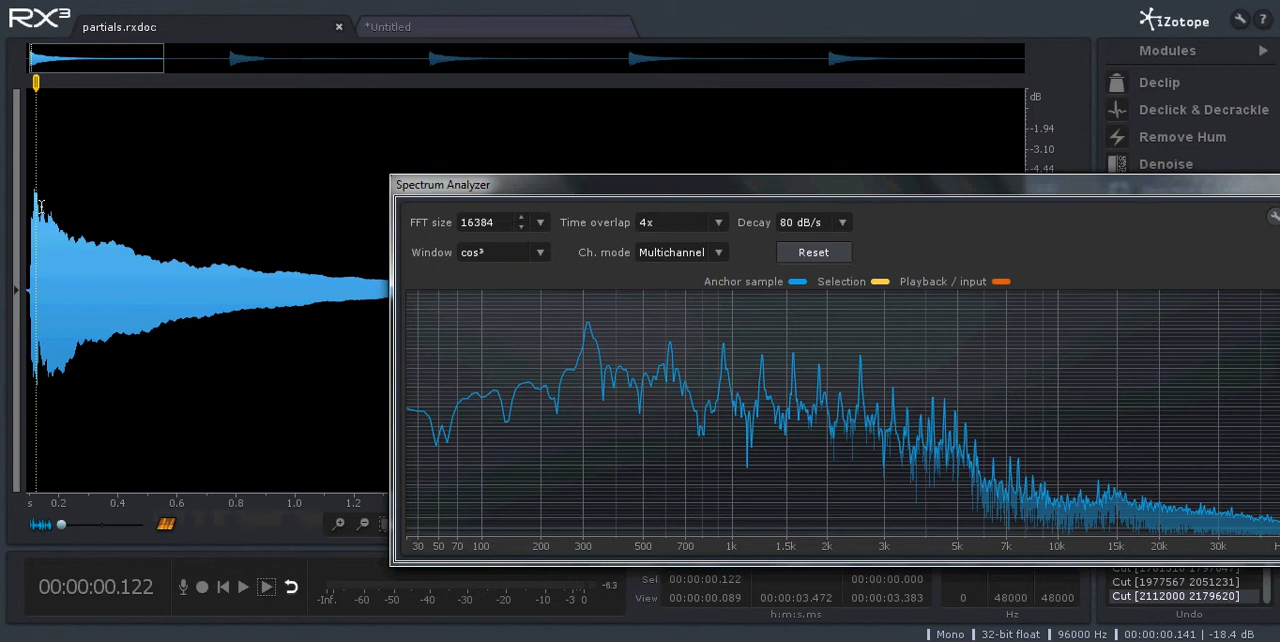 RX³
partials.rxdoc
*Untitled
iZotope
?
Modules
Declip
Declick & Decrackle
Remove Hum
Denoise
dB
-1.94
-3.10
-4.44
Spectrum Analyzer
FFT size 16384 Time overlap 4x Decay 80 dB/s
Window cos³ Ch. mode Multichannel Reset
Anchor sample Selection Playback / input
30 50 70 100 200 300 500 700 1k 1.5k 2k 3k 5k 7k 10k 15k 20k 30k
s 0.2 0.4 0.6 0.8 1.0 1.2
00:00:00.122
-Inf. -60 -50 -40 -30 -20 -10 -3 0
-6.3
Sel 00:00:00.122 00:00:00.000
View 00:00:00.089 00:00:03.472 00:00:03.383 0 48000 48000
h:m:s.ms Hz
Cut [1977567 2051231]
Cut [2112000 2179620]
Undo
Mono 32-bit float 96000 Hz 00:00:00.141 -18.4 dB